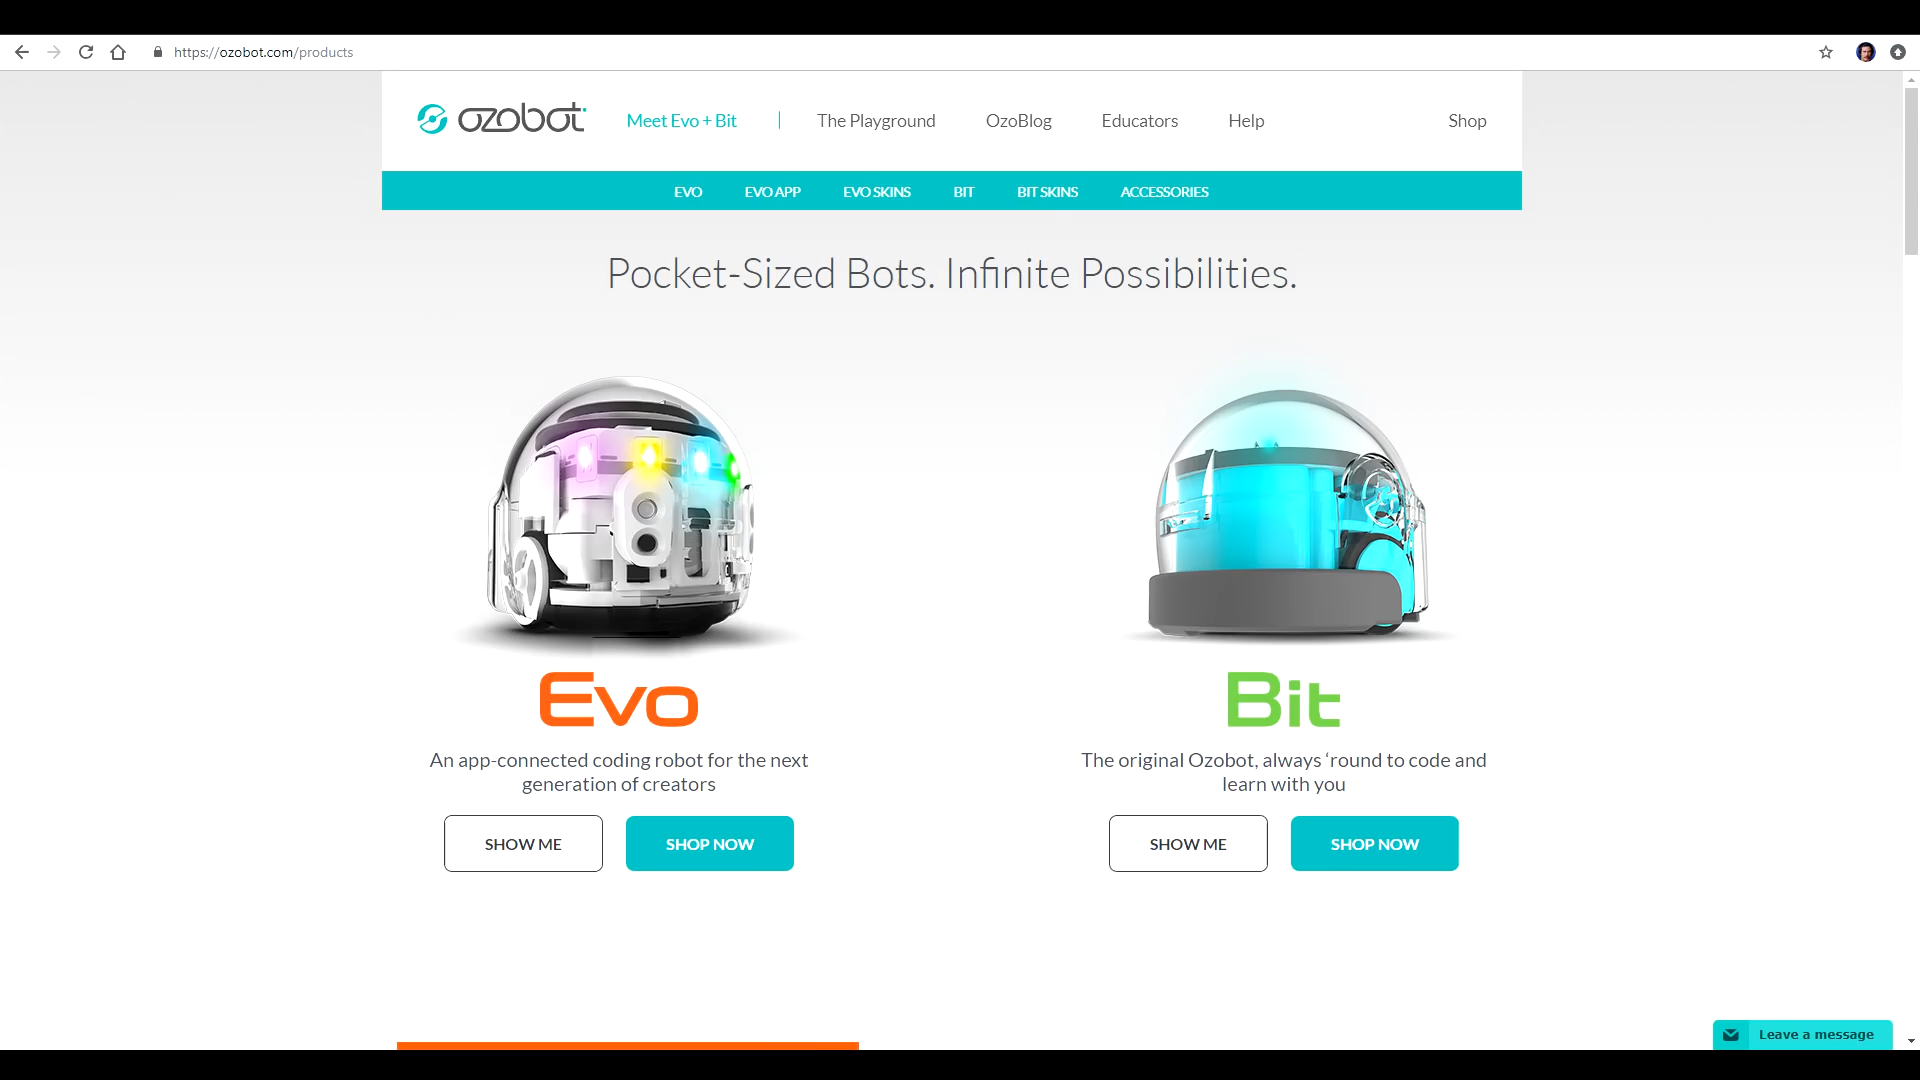 https://ozobot.com/products
ozobot
Meet Evo + Bit
The Playground
OzoBlog
Educators
Help
Shop
EVO
EVO APP
EVO SKINS
BIT
BIT SKINS
ACCESSORIES
Pocket-Sized Bots. Infinite Possibilities.
Evo
An app-connected coding robot for the next
generation of creators
SHOW ME
SHOP NOW
Bit
The original Ozobot, always ‘round to code and
learn with you
SHOW ME
SHOP NOW
Leave a message